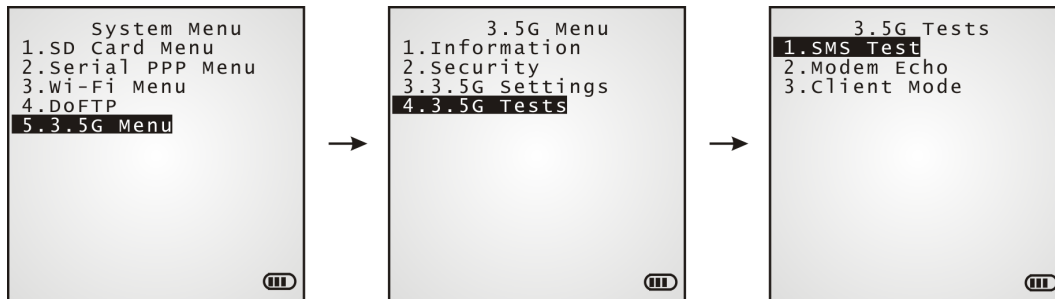 System Menu
1.SD Card Menu
2.Serial PPP Menu
3.Wi-Fi Menu
4.DoFTP
5.3.5G Menu
3.5G Menu
1.Information
2.Security
3.3.5G Settings
4.3.5G Tests
3.5G Tests
1.SMS Test
2.Modem Echo
3.Client Mode